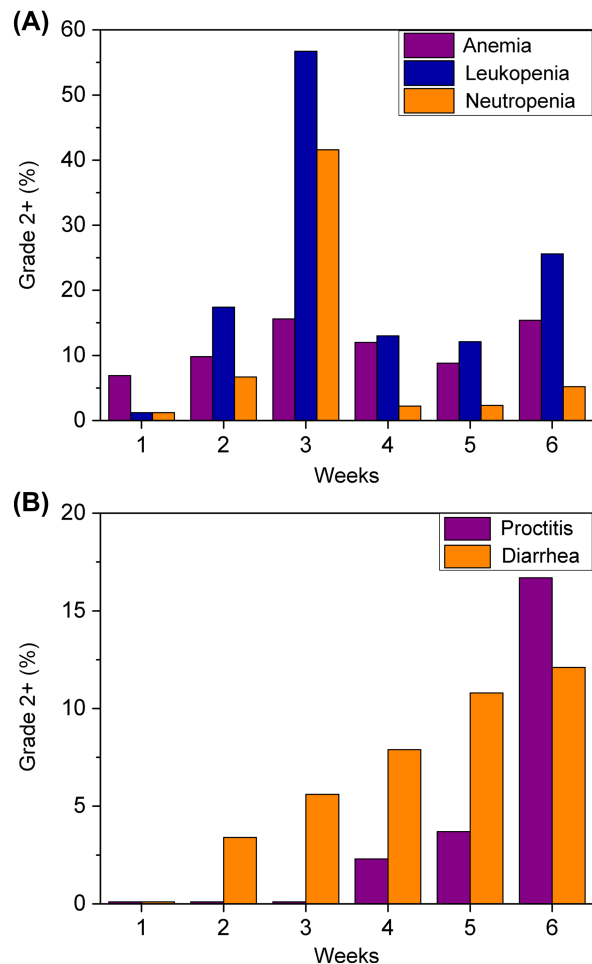 (A)
60
50
40
30
20
10
0
Grade 2+ (%)
Anemia
Leukopenia
Neutropenia
1 2 3 4 5 6
Weeks
(B)
20
15
10
5
0
Grade 2+ (%)
Proctitis
Diarrhea
1 2 3 4 5 6
Weeks